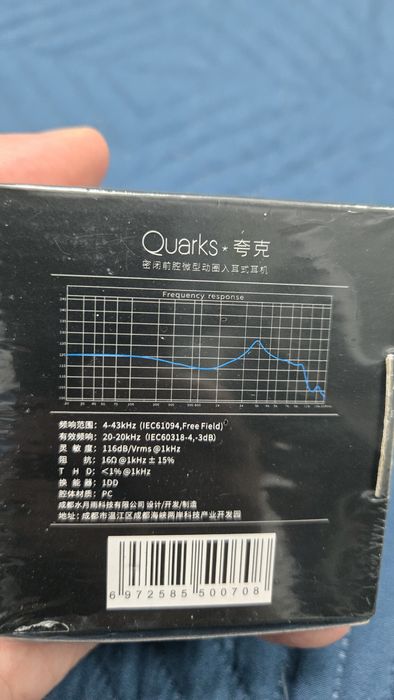 Quarks * 夸克
密闭前腔微型动圈入耳式耳机
Frequency response
频响范围: 4-43kHz (IEC61094,Free Field)
有效频响: 20-20kHz (IEC60318-4,-3dB)
灵敏度: 116dB/Vrms @1kHz
阻抗: 16Ω @1kHz ± 15%
THD: <1% @1kHz
换能器: 1DD
腔体材质: PC
成都水月雨科技有限公司 设计/开发/制造
地址: 成都市温江区成都海峡两岸科技产业开发园
6 972585 500708